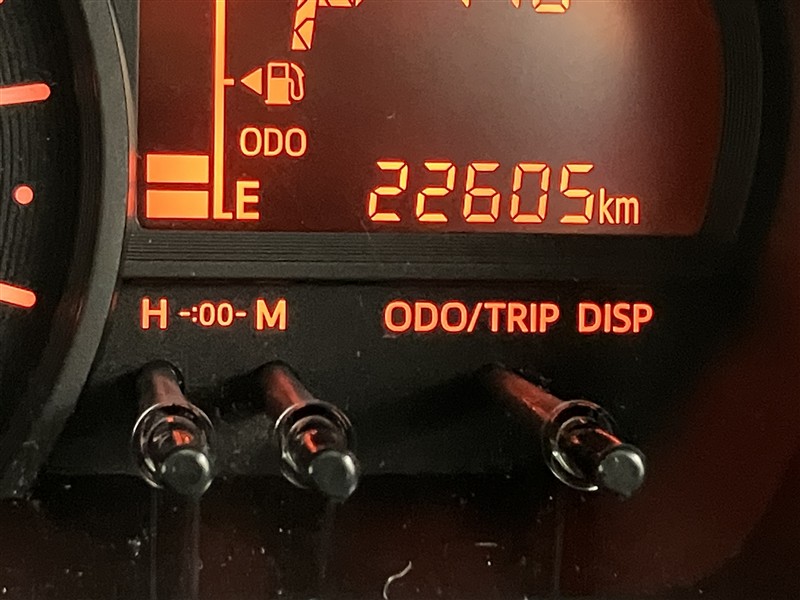 ODO
E 22605km
H -:00- M ODO/TRIP DISP